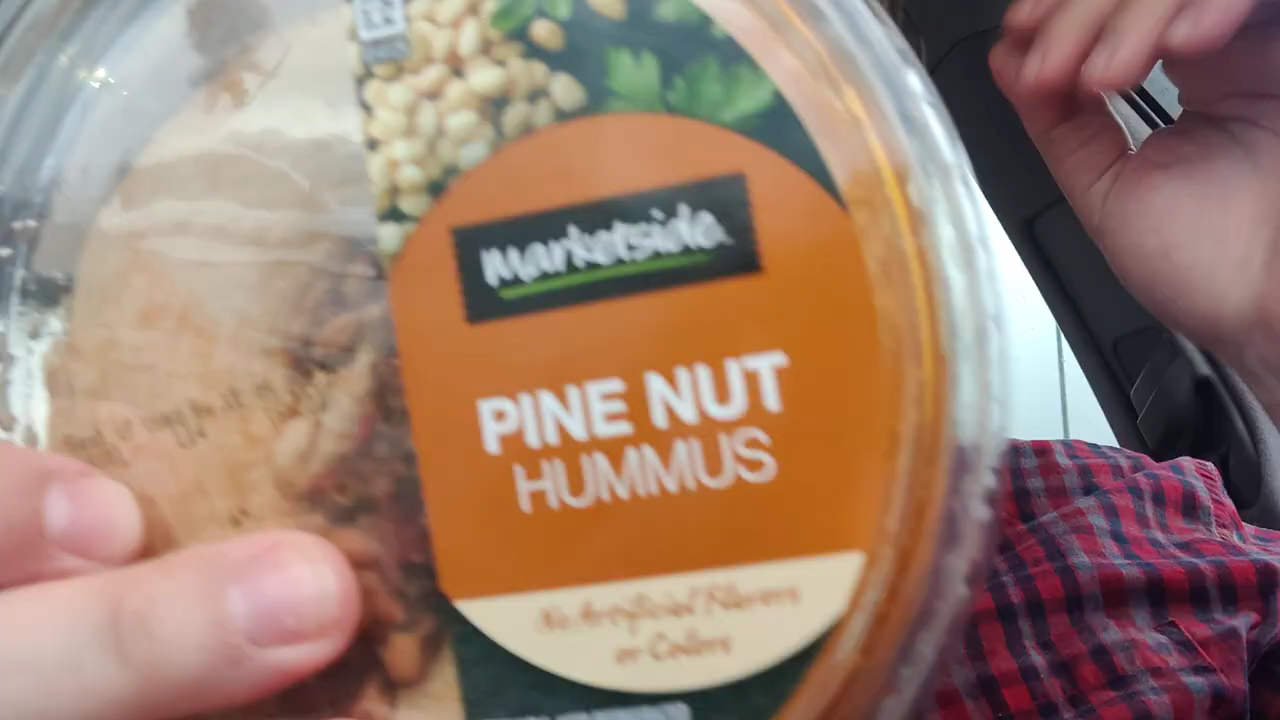 Marketside
PINE NUT
HUMMUS
No Artificial Flavors
or Colors